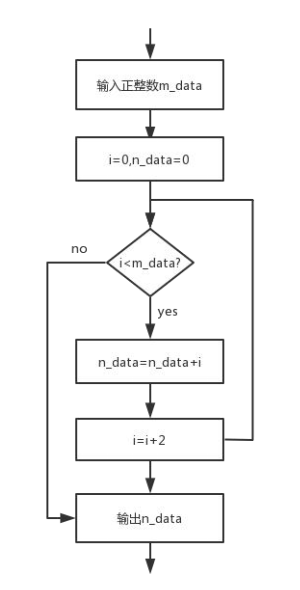 输入正整数m_data
i=0,n_data=0
no
i<m_data?
yes
n_data=n_data+i
i=i+2
输出n_data